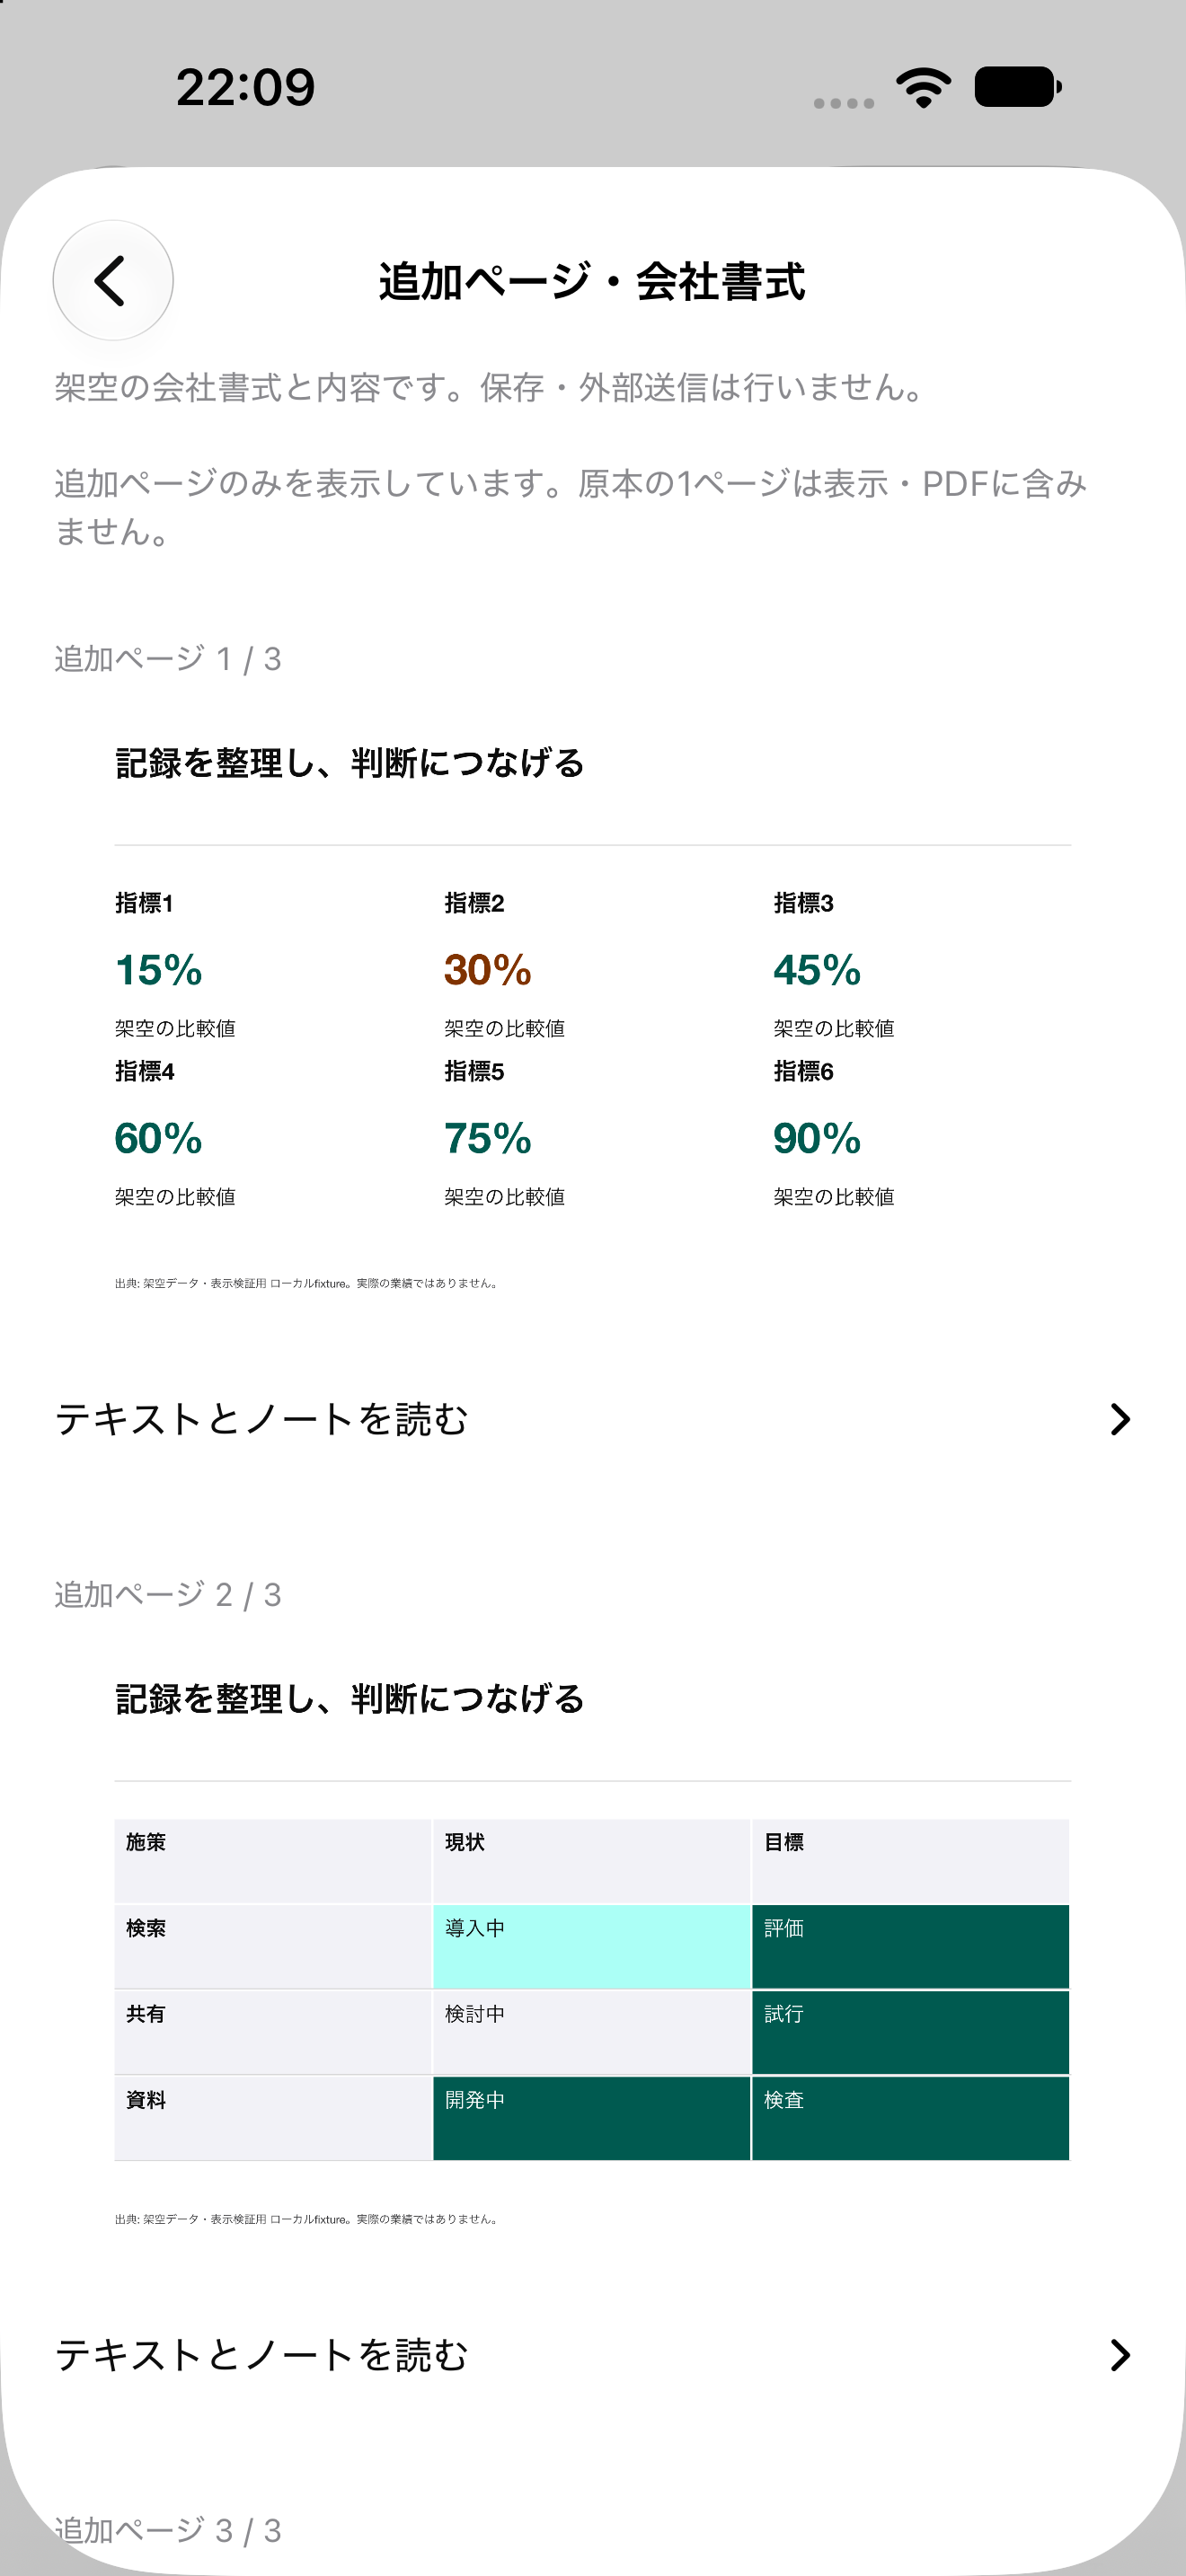 22:09
追加ページ・会社書式
架空の会社書式と内容です。保存・外部送信は行いません。
追加ページのみを表示しています。原本の1ページは表示・PDFに含み
ません。
追加ページ 1 / 3
記録を整理し、判断につなげる
指標1 指標2 指標3
15% 30% 45%
架空の比較値 架空の比較値 架空の比較値
指標4 指標5 指標6
60% 75% 90%
架空の比較値 架空の比較値 架空の比較値
出典: 架空データ・表示検証用 ローカルfixture。実際の業績ではありません。
テキストとノートを読む
追加ページ 2 / 3
記録を整理し、判断につなげる
施策 現状 目標
検索 導入中 評価
共有 検討中 試行
資料 開発中 検査
出典: 架空データ・表示検証用 ローカルfixture。実際の業績ではありません。
テキストとノートを読む
追加ページ 3 / 3